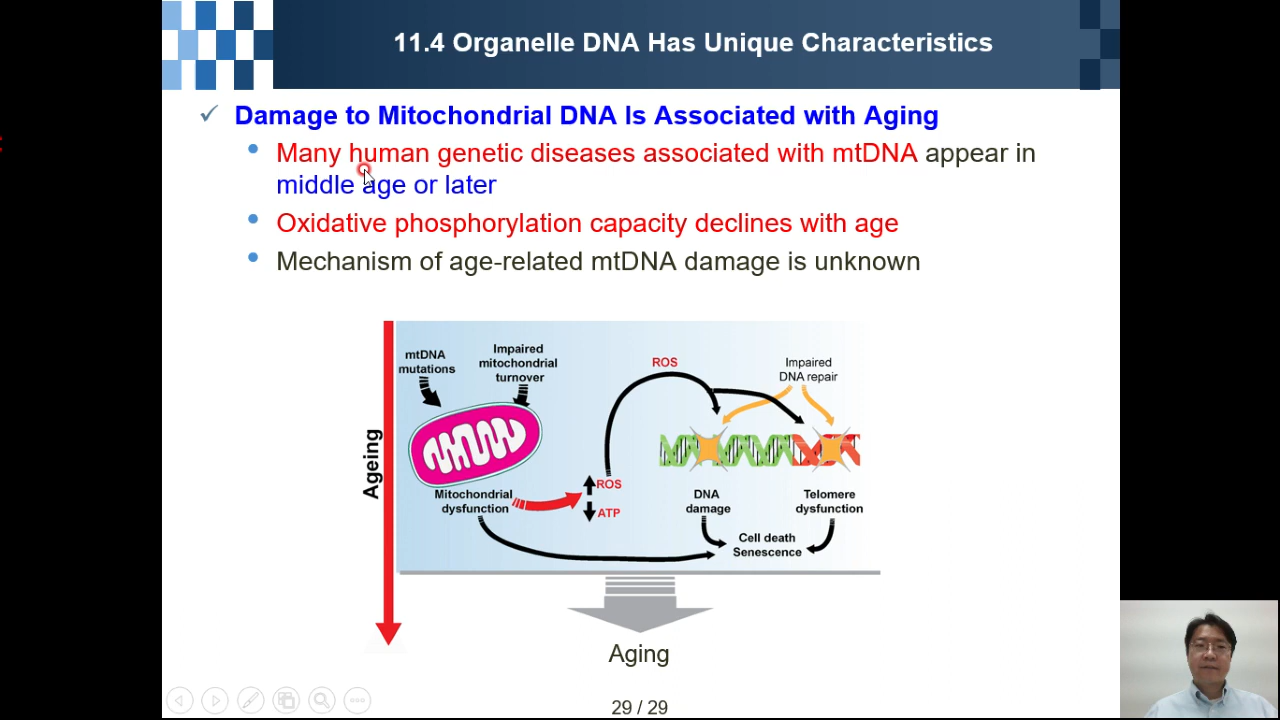 11.4 Organelle DNA Has Unique Characteristics
Damage to Mitochondrial DNA Is Associated with Aging
Many human genetic diseases associated with mtDNA appear in
middle age or later
Oxidative phosphorylation capacity declines with age
Mechanism of age-related mtDNA damage is unknown
Ageing
mtDNA
mutations
Impaired
mitochondrial
turnover
ROS
Impaired
DNA repair
Mitochondrial
dysfunction
ROS
ATP
DNA
damage
Telomere
dysfunction
Cell death
Senescence
Aging
29 / 29